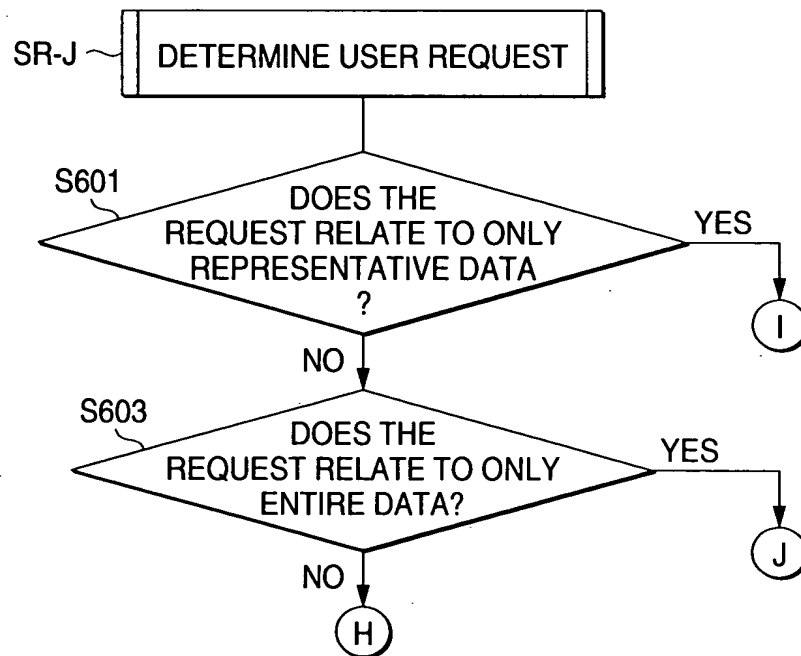 SR-J
DETERMINE USER REQUEST
S601
DOES THE
REQUEST RELATE TO ONLY
REPRESENTATIVE DATA
?
YES
I
NO
S603
DOES THE
REQUEST RELATE TO ONLY
ENTIRE DATA?
YES
J
NO
H